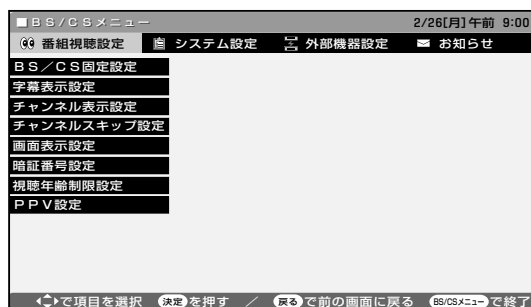 ■BS/CSメニュー 2/26[月]午前 9:00
番組視聴設定 システム設定 外部機器設定 お知らせ
BS/CS固定設定
字幕表示設定
チャンネル表示設定
チャンネルスキップ設定
画面表示設定
暗証番号設定
視聴年齢制限設定
PPV設定
で項目を選択 決定を押す / 戻るで前の画面に戻る BS/CSメニューで終了